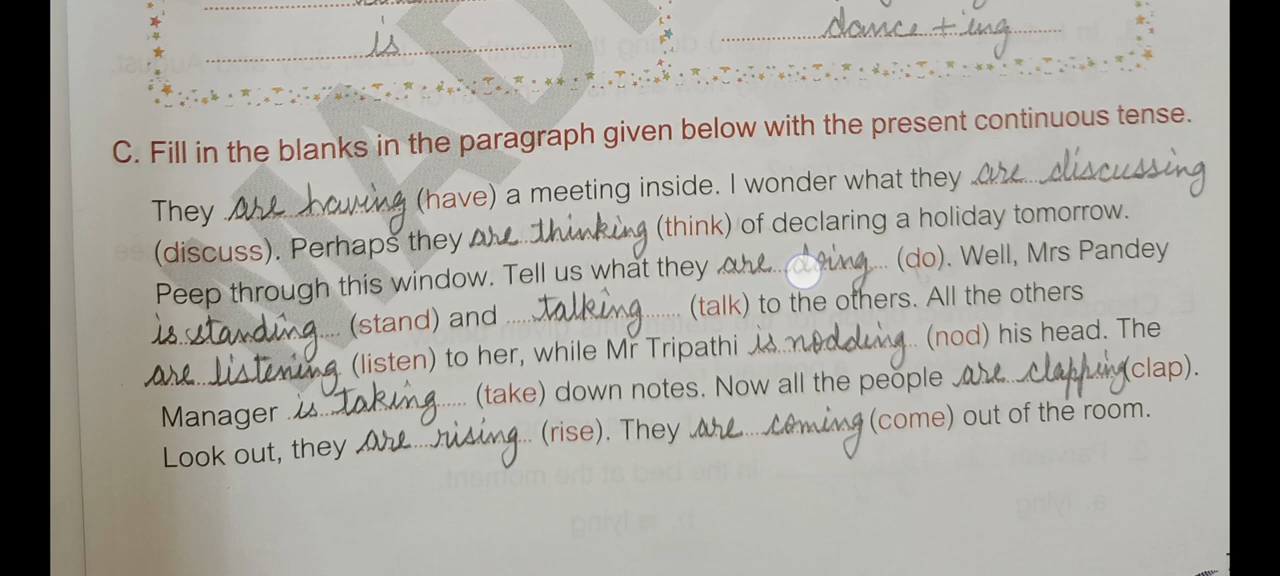 is
dance + ing
C. Fill in the blanks in the paragraph given below with the present continuous tense.
They are having (have) a meeting inside. I wonder what they are discussing
(discuss). Perhaps they are thinking (think) of declaring a holiday tomorrow.
Peep through this window. Tell us what they are doing (do). Well, Mrs Pandey
is standing (stand) and talking (talk) to the others. All the others
are listening (listen) to her, while Mr Tripathi is nodding (nod) his head. The
Manager is taking (take) down notes. Now all the people are clapping (clap).
Look out, they are rising (rise). They are coming (come) out of the room.